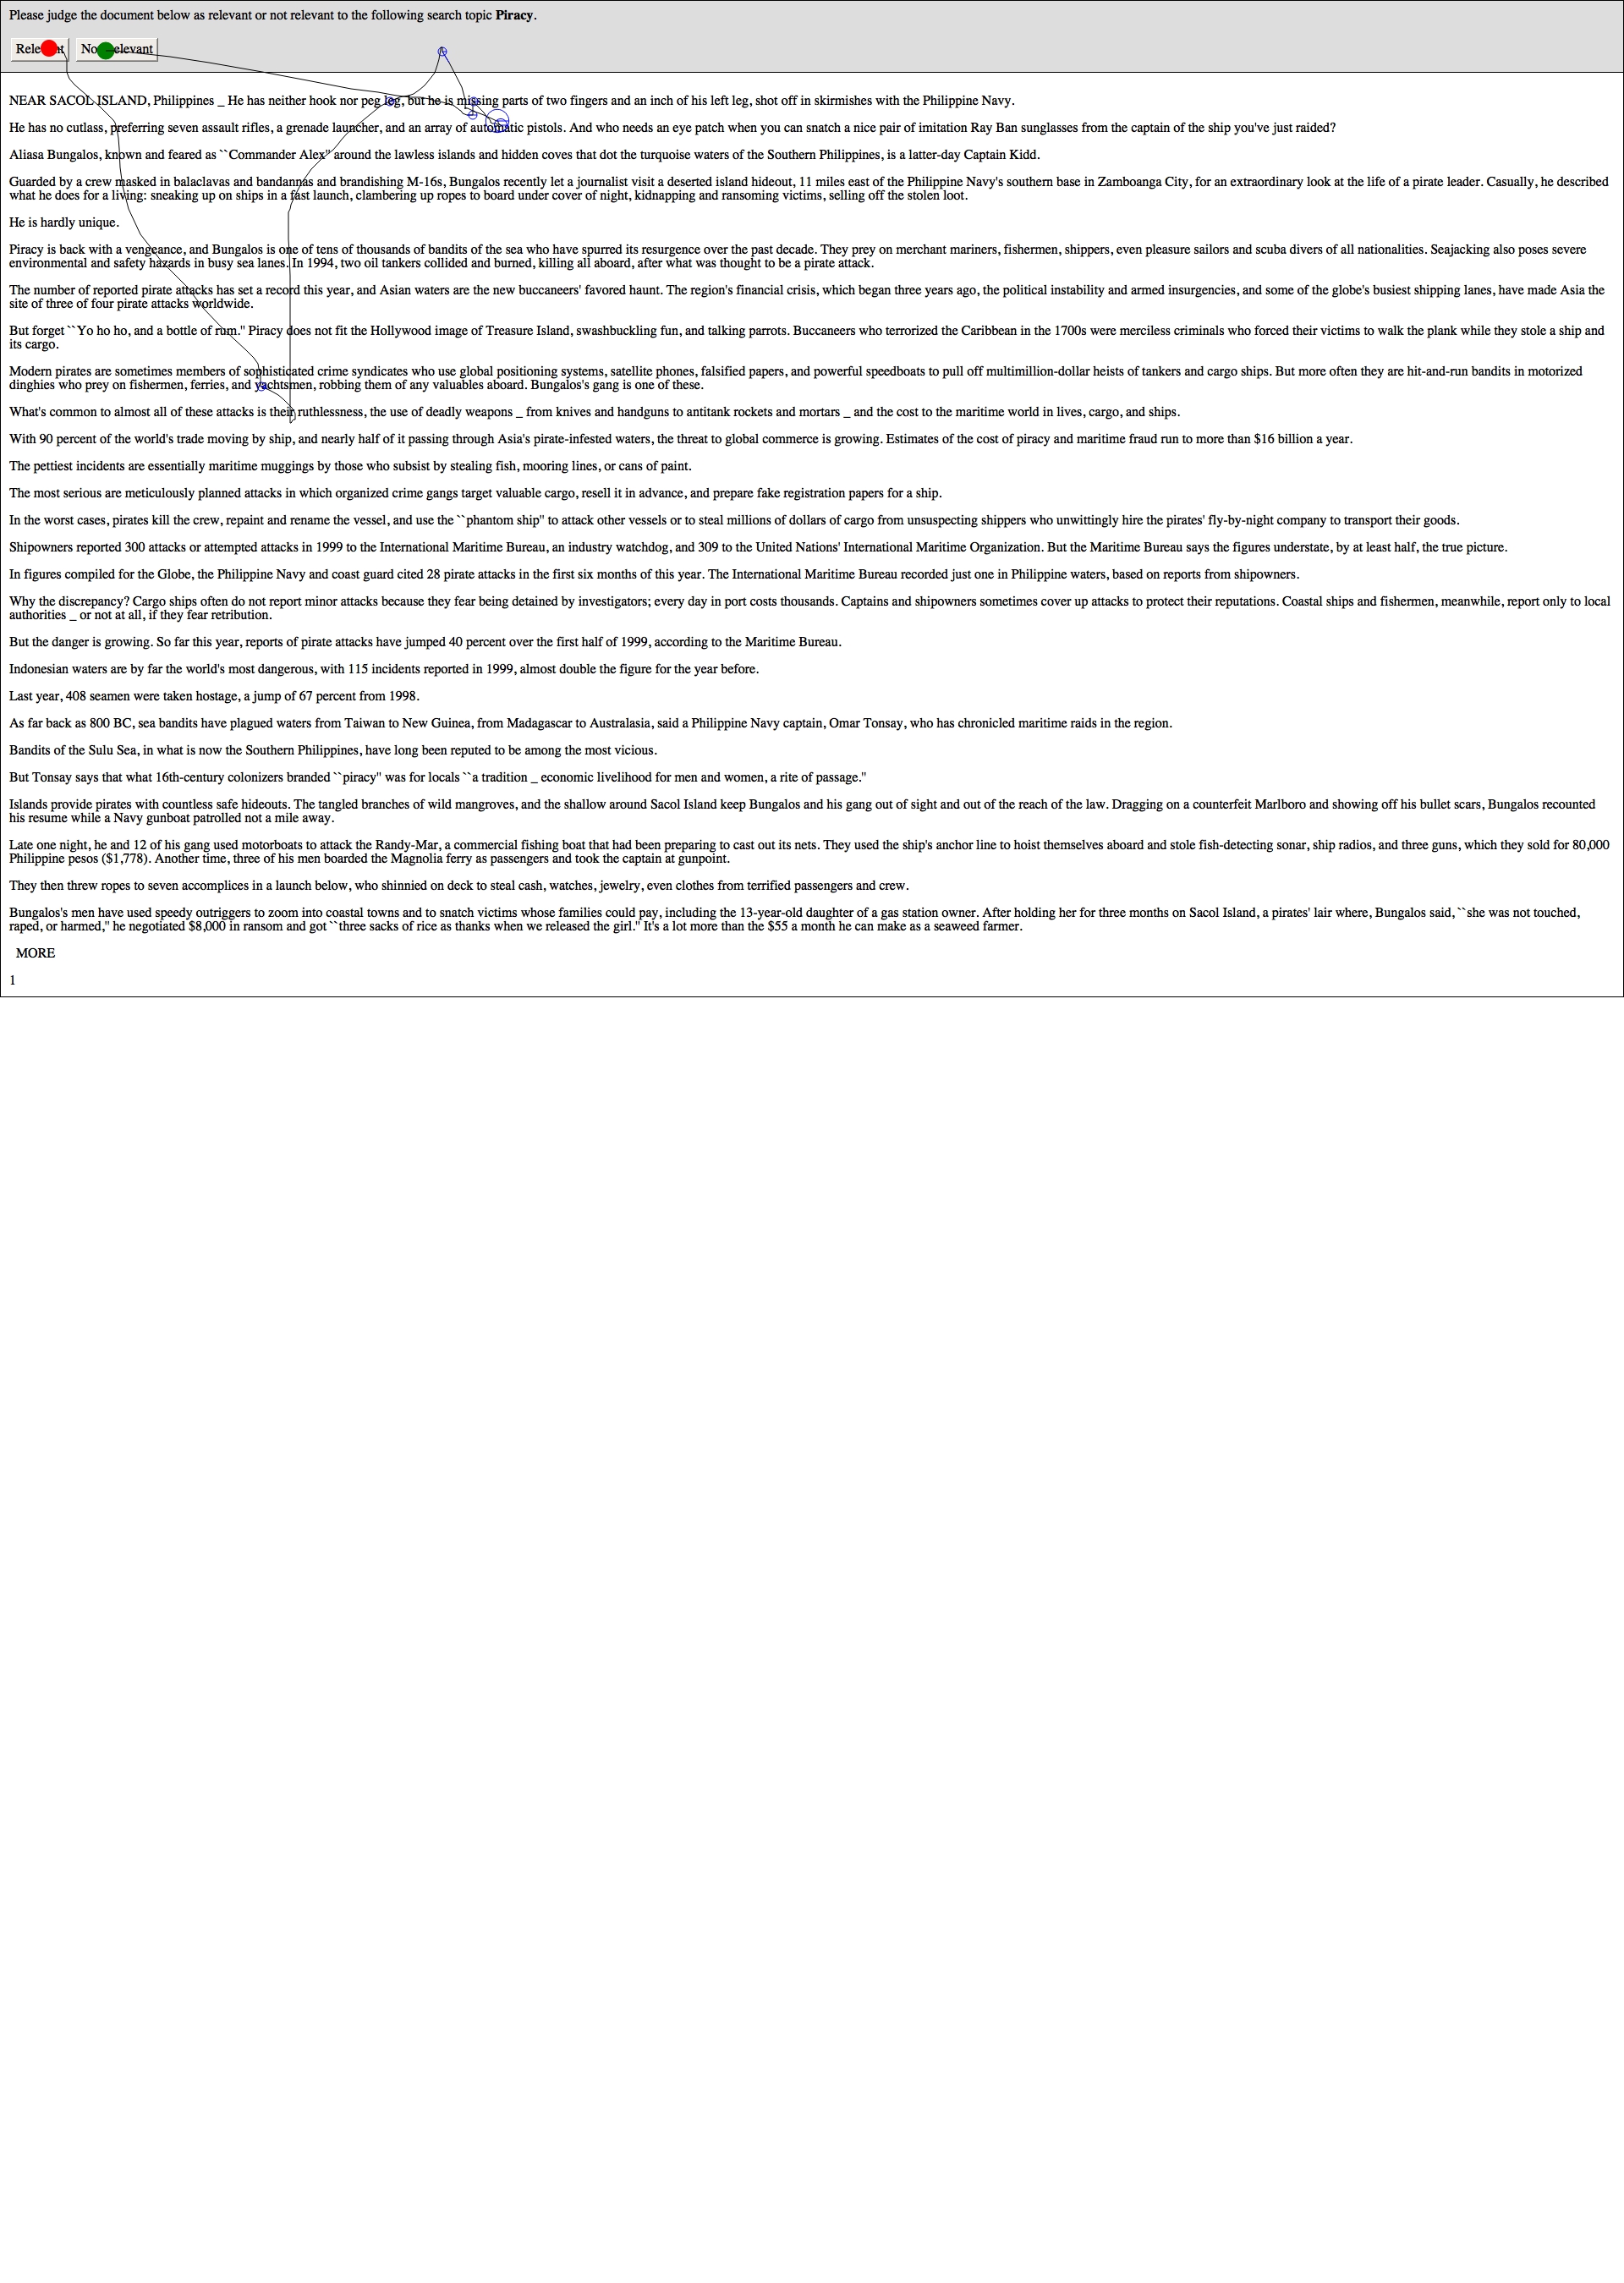 Please judge the document below as relevant or not relevant to the following search topic Piracy.
NEAR SACOL ISLAND, Philippines _ He has neither hook nor peg leg, but he is missing parts of two fingers and an inch of his left leg, shot off in skirmishes with the Philippine Navy.
He has no cutlass, preferring seven assault rifles, a grenade launcher, and an array of automatic pistols. And who needs an eye patch when you can snatch a nice pair of imitation Ray Ban sunglasses from the captain of the ship you've just raided?
Aliasa Bungalos, known and feared as ``Commander Alex'' around the lawless islands and hidden coves that dot the turquoise waters of the Southern Philippines, is a latter-day Captain Kidd.
Guarded by a crew masked in balaclavas and bandannas and brandishing M-16s, Bungalos recently let a journalist visit a deserted island hideout, 11 miles east of the Philippine Navy's southern base in Zamboanga City, for an extraordinary look at the life of a pirate leader. Casually, he described
what he does for a living: sneaking up on ships in a fast launch, clambering up ropes to board under cover of night, kidnapping and ransoming victims, selling off the stolen loot.
He is hardly unique.
Piracy is back with a vengeance, and Bungalos is one of tens of thousands of bandits of the sea who have spurred its resurgence over the past decade. They prey on merchant mariners, fishermen, shippers, even pleasure sailors and scuba divers of all nationalities. Seajacking also poses severe
environmental and safety hazards in busy sea lanes. In 1994, two oil tankers collided and burned, killing all aboard, after what was thought to be a pirate attack.
The number of reported pirate attacks has set a record this year, and Asian waters are the new buccaneers' favored haunt. The region's financial crisis, which began three years ago, the political instability and armed insurgencies, and some of the globe's busiest shipping lanes, have made Asia the
site of three of four pirate attacks worldwide.
But forget ``Yo ho ho, and a bottle of rum.'' Piracy does not fit the Hollywood image of Treasure Island, swashbuckling fun, and talking parrots. Buccaneers who terrorized the Caribbean in the 1700s were merciless criminals who forced their victims to walk the plank while they stole a ship and
its cargo.
Modern pirates are sometimes members of sophisticated crime syndicates who use global positioning systems, satellite phones, falsified papers, and powerful speedboats to pull off multimillion-dollar heists of tankers and cargo ships. But more often they are hit-and-run bandits in motorized
dinghies who prey on fishermen, ferries, and yachtsmen, robbing them of any valuables aboard. Bungalos's gang is one of these.
What's common to almost all of these attacks is their ruthlessness, the use of deadly weapons _ from knives and handguns to antitank rockets and mortars _ and the cost to the maritime world in lives, cargo, and ships.
With 90 percent of the world's trade moving by ship, and nearly half of it passing through Asia's pirate-infested waters, the threat to global commerce is growing. Estimates of the cost of piracy and maritime fraud run to more than $16 billion a year.
The pettiest incidents are essentially maritime muggings by those who subsist by stealing fish, mooring lines, or cans of paint.
The most serious are meticulously planned attacks in which organized crime gangs target valuable cargo, resell it in advance, and prepare fake registration papers for a ship.
In the worst cases, pirates kill the crew, repaint and rename the vessel, and use the ``phantom ship'' to attack other vessels or to steal millions of dollars of cargo from unsuspecting shippers who unwittingly hire the pirates' fly-by-night company to transport their goods.
Shipowners reported 300 attacks or attempted attacks in 1999 to the International Maritime Bureau, an industry watchdog, and 309 to the United Nations' International Maritime Organization. But the Maritime Bureau says the figures understate, by at least half, the true picture.
In figures compiled for the Globe, the Philippine Navy and coast guard cited 28 pirate attacks in the first six months of this year. The International Maritime Bureau recorded just one in Philippine waters, based on reports from shipowners.
Why the discrepancy? Cargo ships often do not report minor attacks because they fear being detained by investigators; every day in port costs thousands. Captains and shipowners sometimes cover up attacks to protect their reputations. Coastal ships and fishermen, meanwhile, report only to local
authorities _ or not at all, if they fear retribution.
But the danger is growing. So far this year, reports of pirate attacks have jumped 40 percent over the first half of 1999, according to the Maritime Bureau.
Indonesian waters are by far the world's most dangerous, with 115 incidents reported in 1999, almost double the figure for the year before.
Last year, 408 seamen were taken hostage, a jump of 67 percent from 1998.
As far back as 800 BC, sea bandits have plagued waters from Taiwan to New Guinea, from Madagascar to Australasia, said a Philippine Navy captain, Omar Tonsay, who has chronicled maritime raids in the region.
Bandits of the Sulu Sea, in what is now the Southern Philippines, have long been reputed to be among the most vicious.
But Tonsay says that what 16th-century colonizers branded ``piracy'' was for locals ``a tradition _ economic livelihood for men and women, a rite of passage.''
Islands provide pirates with countless safe hideouts. The tangled branches of wild mangroves, and the shallow around Sacol Island keep Bungalos and his gang out of sight and out of the reach of the law. Dragging on a counterfeit Marlboro and showing off his bullet scars, Bungalos recounted
his resume while a Navy gunboat patrolled not a mile away.
Late one night, he and 12 of his gang used motorboats to attack the Randy-Mar, a commercial fishing boat that had been preparing to cast out its nets. They used the ship's anchor line to hoist themselves aboard and stole fish-detecting sonar, ship radios, and three guns, which they sold for 80,000
Philippine pesos ($1,778). Another time, three of his men boarded the Magnolia ferry as passengers and took the captain at gunpoint.
They then threw ropes to seven accomplices in a launch below, who shinnied on deck to steal cash, watches, jewelry, even clothes from terrified passengers and crew.
Bungalos's men have used speedy outriggers to zoom into coastal towns and to snatch victims whose families could pay, including the 13-year-old daughter of a gas station owner. After holding her for three months on Sacol Island, a pirates' lair where, Bungalos said, ``she was not touched,
raped, or harmed,'' he negotiated $8,000 in ransom and got ``three sacks of rice as thanks when we released the girl.'' It's a lot more than the $55 a month he can make as a seaweed farmer.
MORE
1